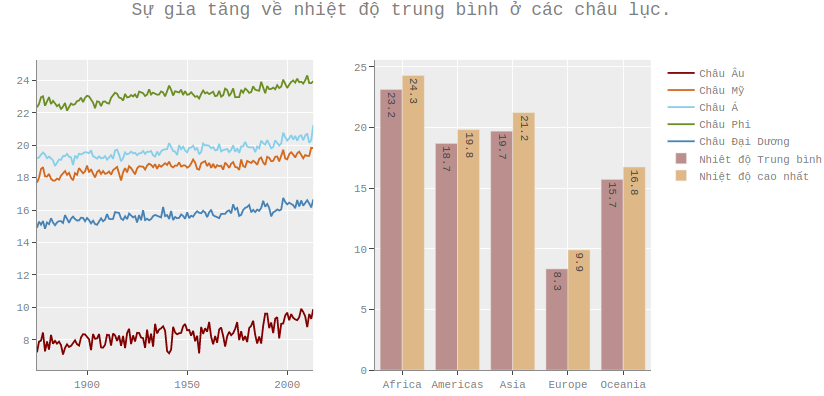 Sự gia tăng về nhiệt độ trung bình ở các châu lục.
24
22
20
18
16
14
12
10
8
1900
1950
2000
25
20
15
10
5
0
23.2
24.3
18.7
19.8
19.7
21.2
8.3
9.9
15.7
16.8
Africa
Americas
Asia
Europe
Oceania
Châu Âu
Châu Mỹ
Châu Á
Châu Phi
Châu Đại Dương
Nhiêt độ Trung bình
Nhiệt độ cao nhất